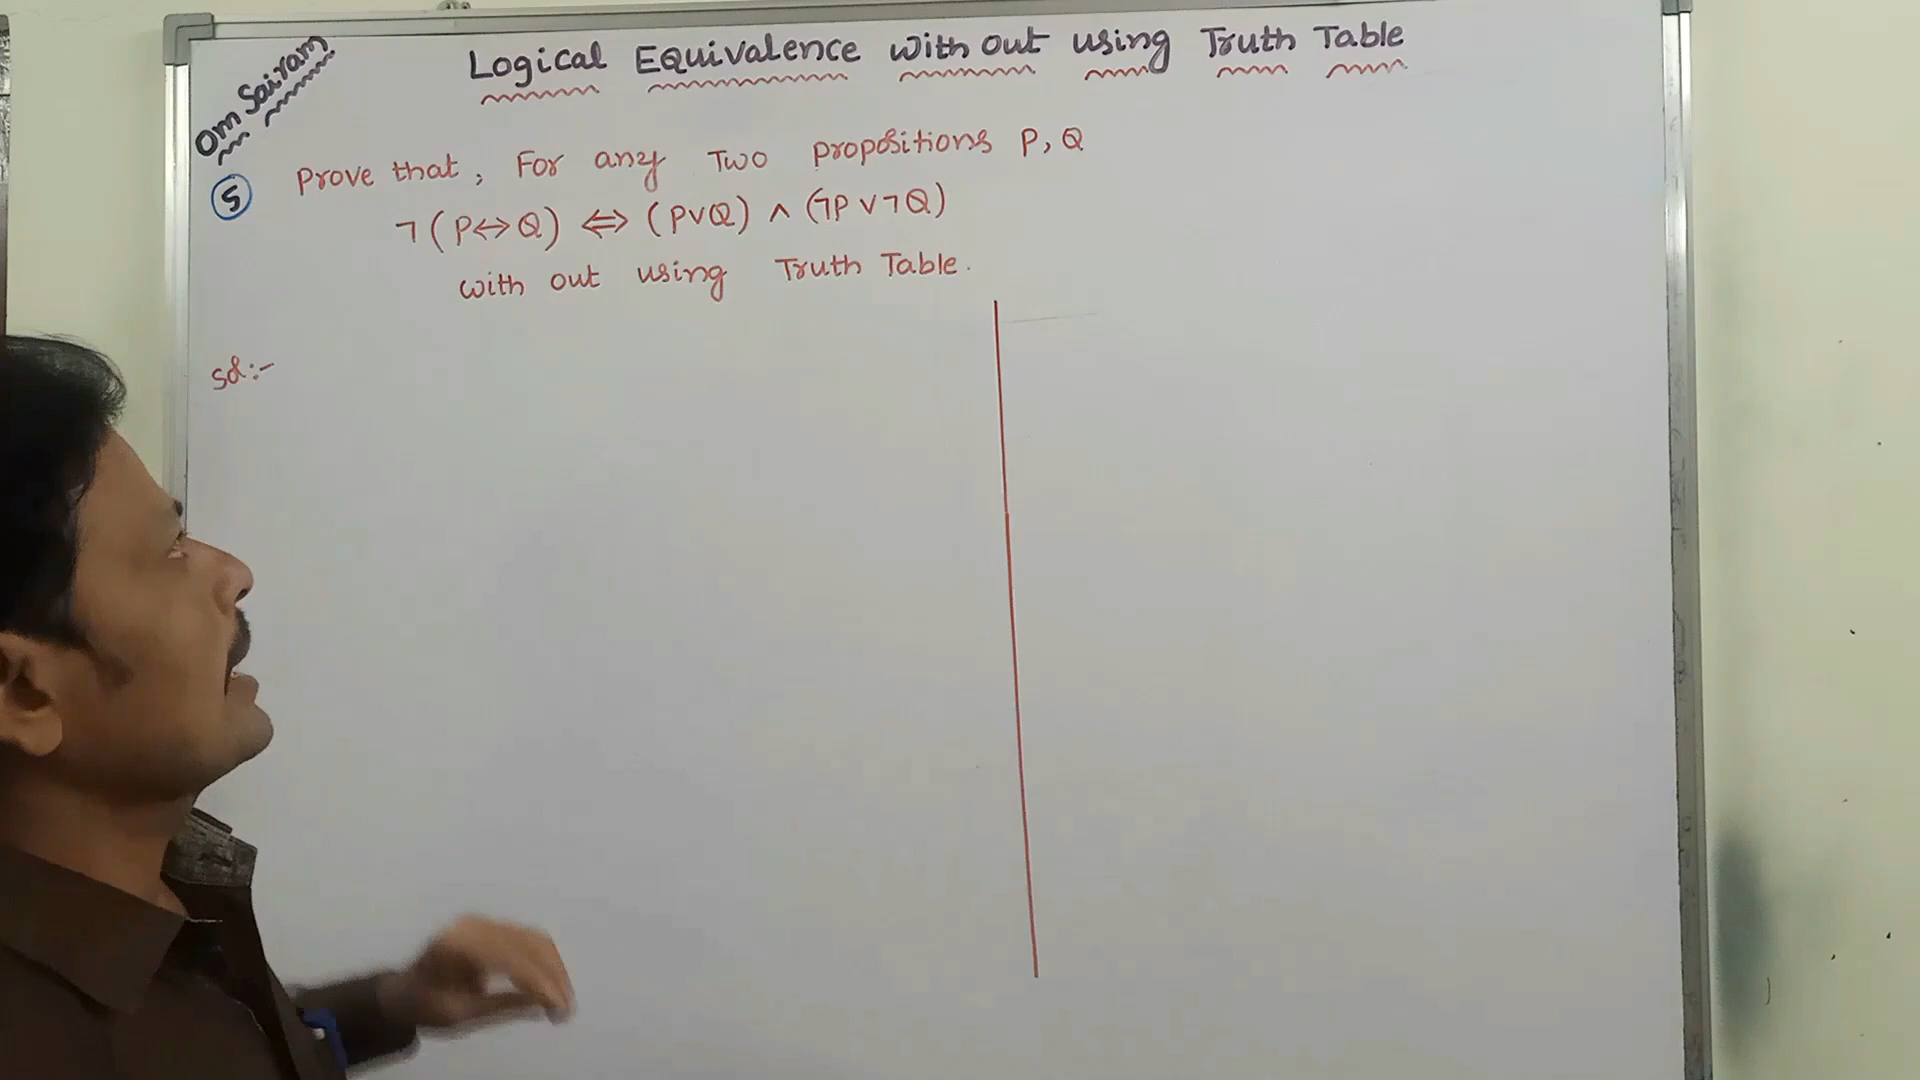 Om Sairam
Logical Equivalence with out using Truth Table
5 Prove that, For any Two propositions P, Q
¬(P↔Q) ⇔ (P∨Q) ∧ (¬P∨¬Q)
with out using Truth Table.
Sol:-